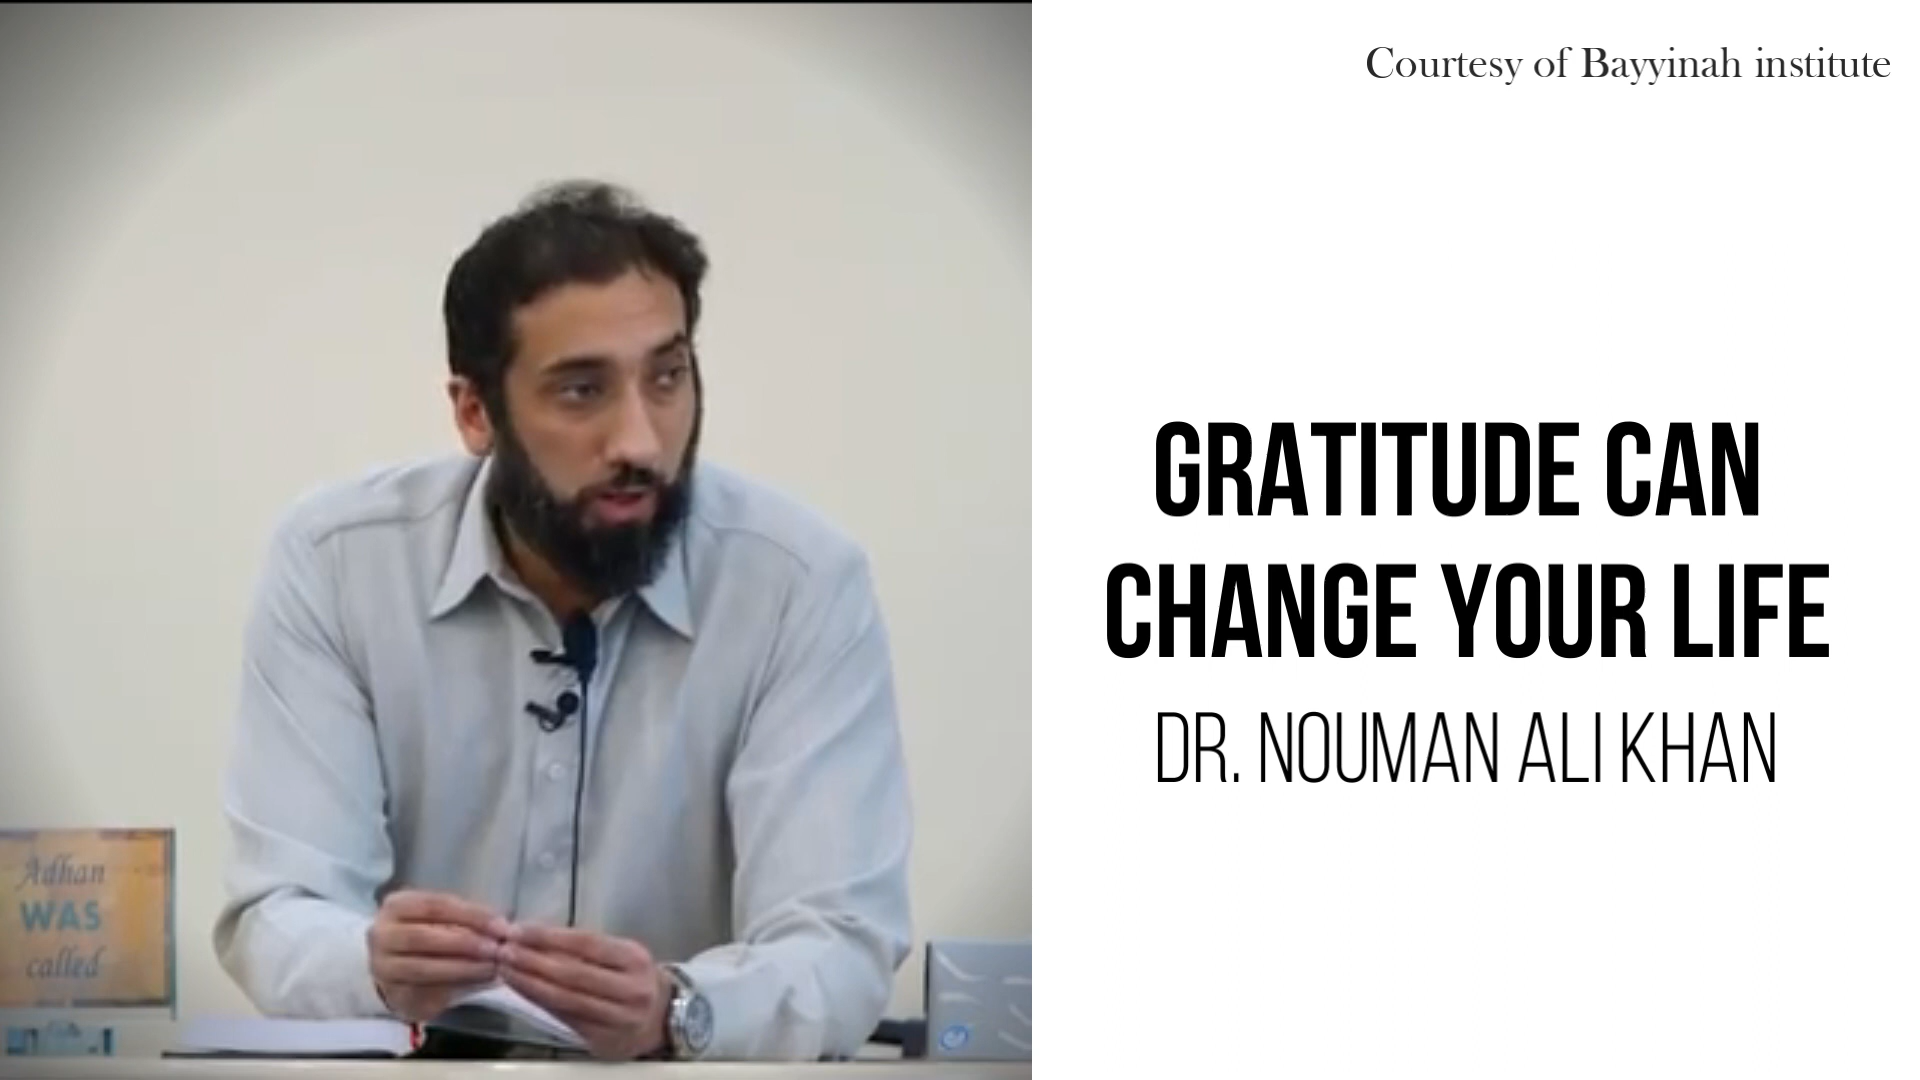 Courtesy of Bayyinah institute
GRATITUDE CAN
CHANGE YOUR LIFE
DR. NOUMAN ALI KHAN
Adhan
WAS
called